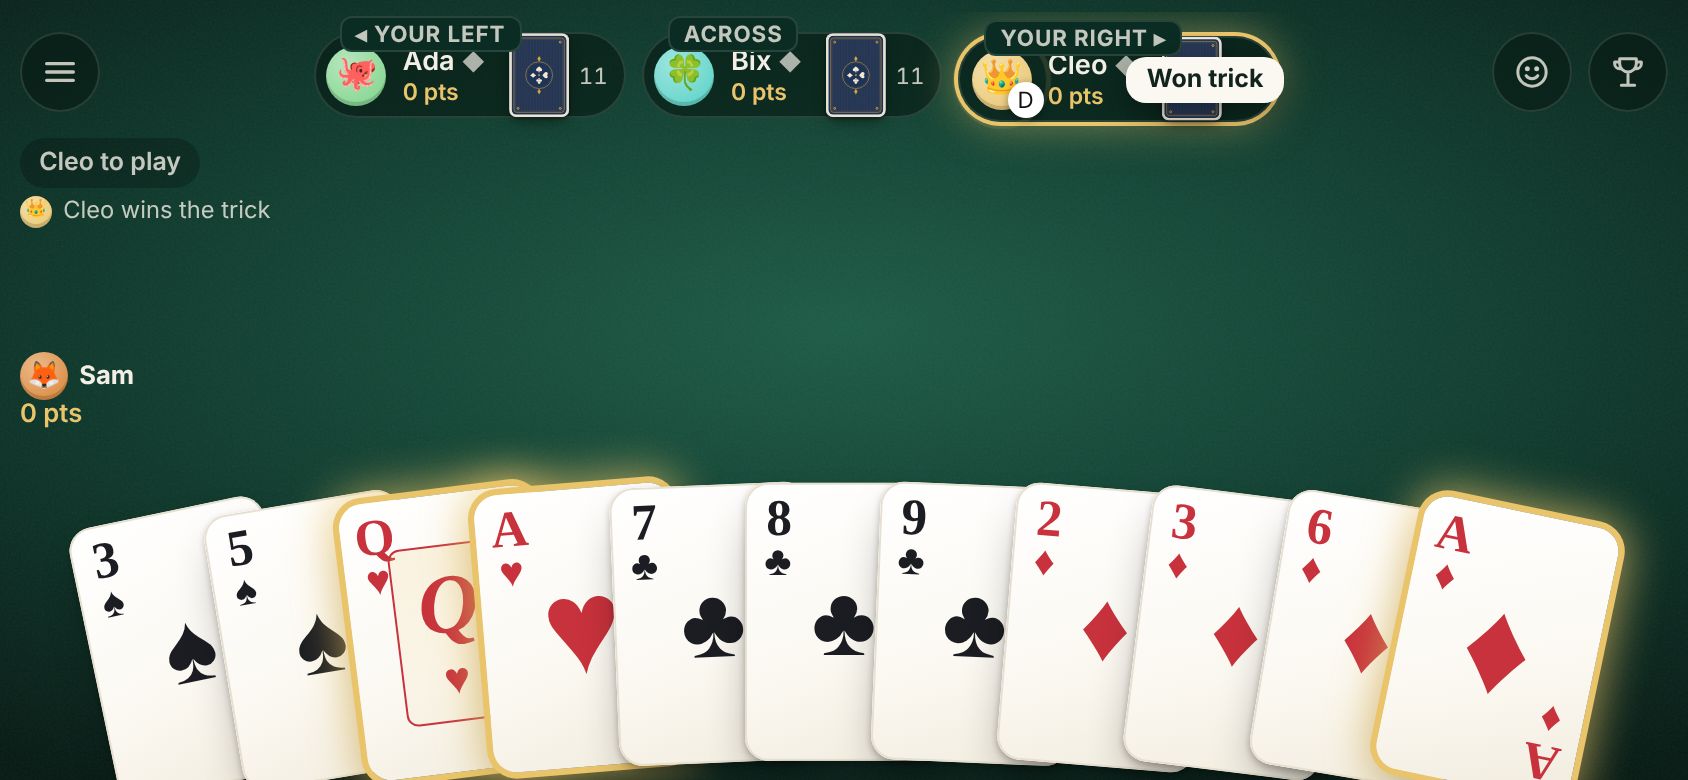 ◂ YOUR LEFT
Ada
0 pts
11
ACROSS
Bix
0 pts
11
YOUR RIGHT ▸
Cleo
0 pts
D
Won trick
Cleo to play
Cleo wins the trick
Sam
0 pts
3
5
Q
Q
A
7
8
9
2
3
6
A
A